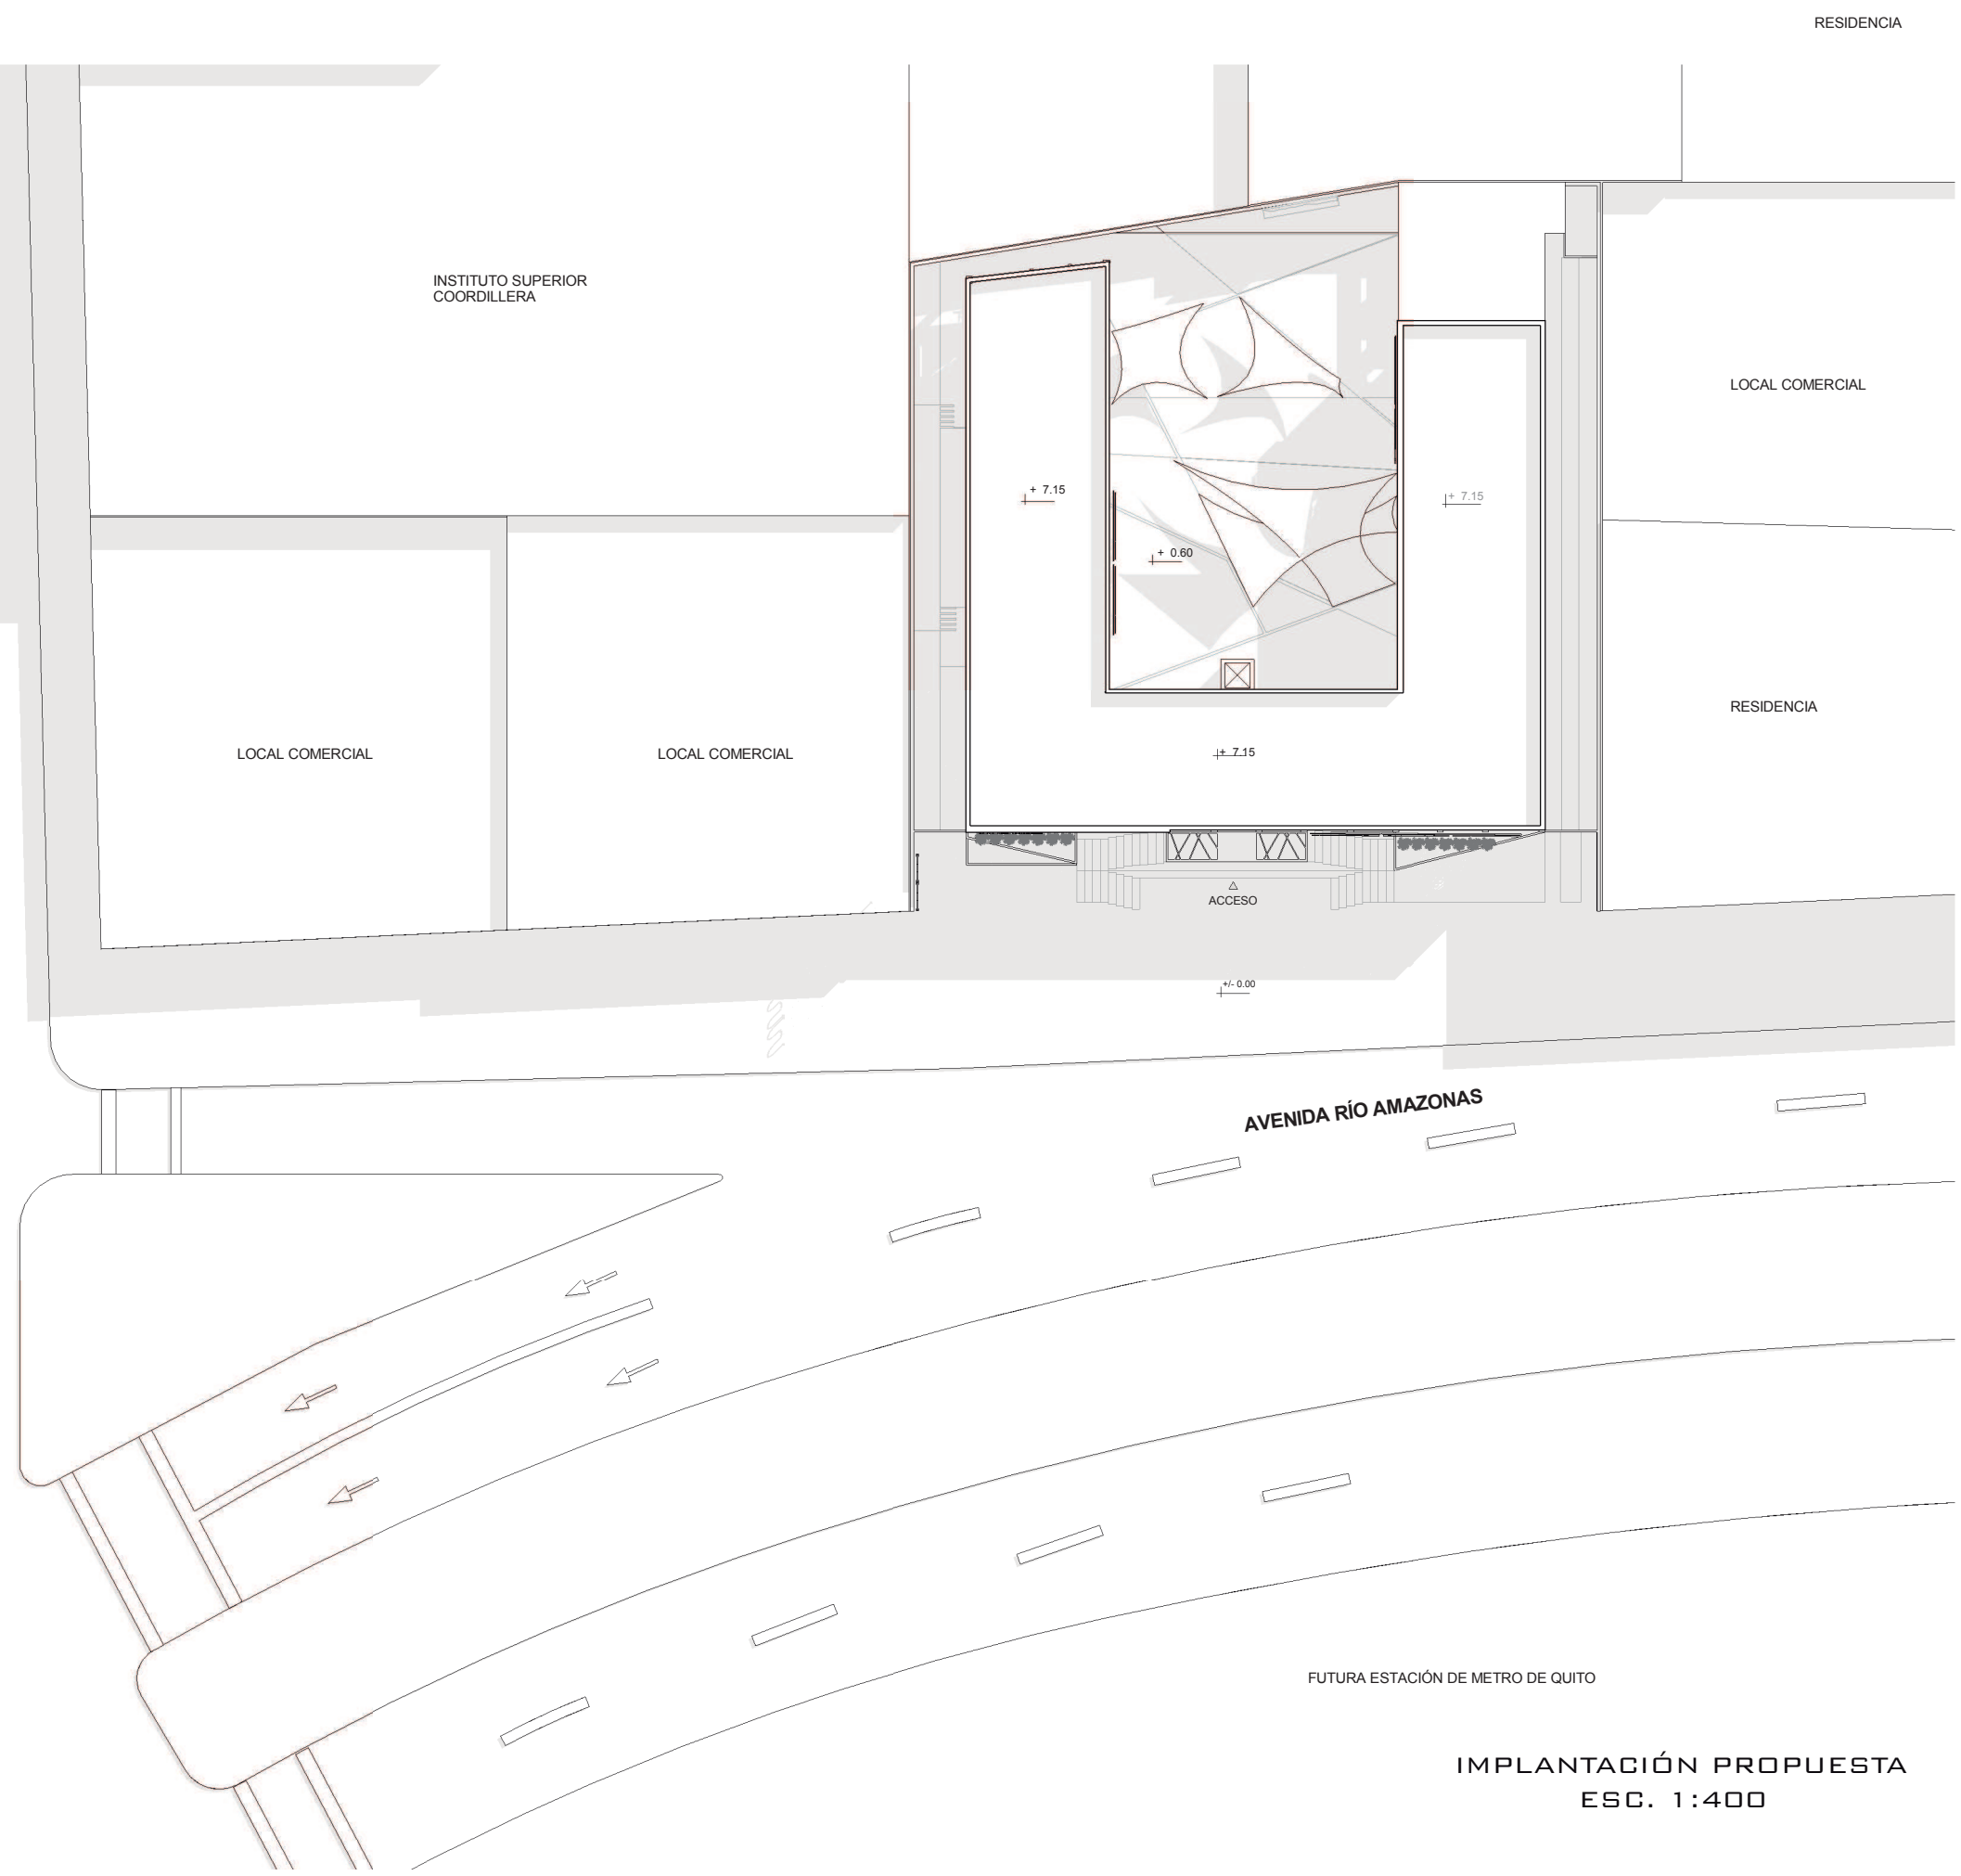 RESIDENCIA
INSTITUTO SUPERIOR
COORDILLERA
LOCAL COMERCIAL
+ 7.15
+ 7.15
+ 0.60
RESIDENCIA
LOCAL COMERCIAL
LOCAL COMERCIAL
+ 7.15
ACCESO
+/- 0.00
AVENIDA RÍO AMAZONAS
FUTURA ESTACIÓN DE METRO DE QUITO
IMPLANTACIÓN PROPUESTA
ESC. 1:400